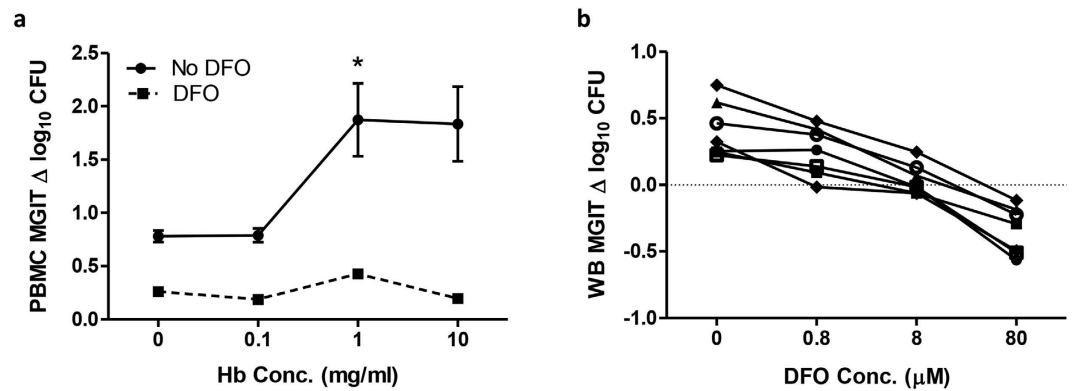 a
PBMC MGIT Δ log10 CFU
2.5
2.0
1.5
1.0
0.5
0.0
No DFO
DFO
*
0 0.1 1 10
Hb Conc. (mg/ml)
b
WB MGIT Δ log10 CFU
1.0
0.5
0.0
-0.5
-1.0
0 0.8 8 80
DFO Conc. (μM)